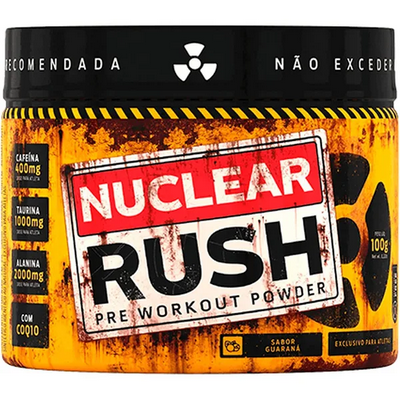 RECOMENDADA
NÃO EXCEDER
CAFEÍNA
400mg
TAURINA
1000mg
ALANINA
2000mg
COM
COQ10
NUCLEAR
RUSH
PRE WORKOUT POWDER
100g
SABOR
GUARANÁ
EXCLUSIVO PARA ATLETAS